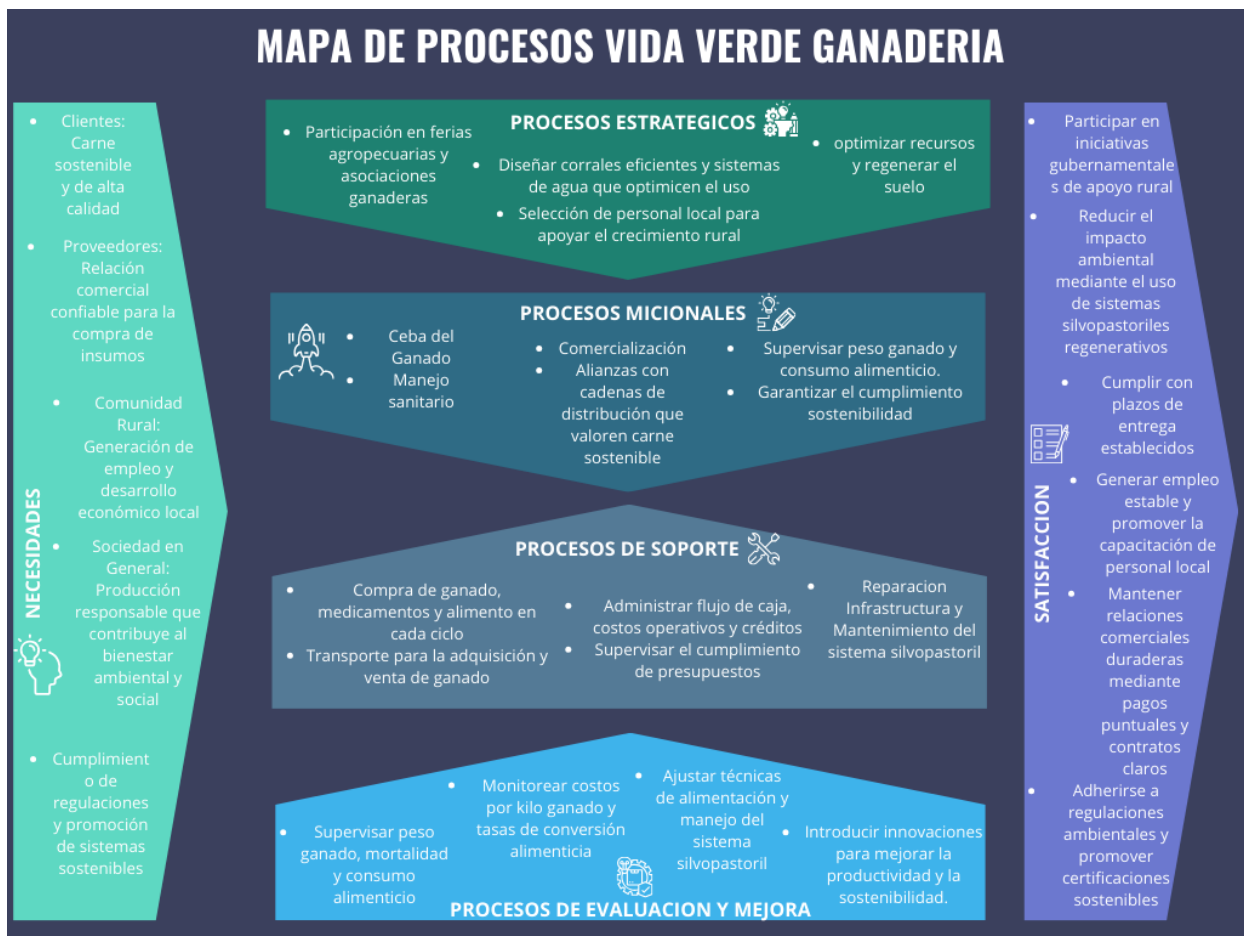 MAPA DE PROCESOS VIDA VERDE GANADERIA
• Clientes:
Carne
sostenible
y de alta
calidad
• Proveedores:
Relación
comercial
confiable para la
compra de
insumos
• Comunidad
Rural:
Generación de
empleo y
desarrollo
económico local
• Sociedad en
General:
Producción
responsable que
contribuye al
bienestar
ambiental y
social
• Cumplimient
o de
regulaciones
y promoción
de sistemas
sostenibles
NECESIDADES
PROCESOS ESTRATEGICOS
• Participación en ferias
agropecuarias y
asociaciones
ganaderas
• Diseñar corrales eficientes y sistemas
de agua que optimicen el uso
• Selección de personal local para
apoyar el crecimiento rural
• optimizar recursos
y regenerar el
suelo
PROCESOS MICIONALES
• Ceba del
Ganado
• Manejo
sanitario
• Comercialización
• Alianzas con
cadenas de
distribución que
valoren carne
sostenible
• Supervisar peso ganado y
consumo alimenticio.
• Garantizar el cumplimiento
sostenibilidad
PROCESOS DE SOPORTE
• Compra de ganado,
medicamentos y alimento en
cada ciclo
• Transporte para la adquisición y
venta de ganado
• Administrar flujo de caja,
costos operativos y créditos
• Supervisar el cumplimiento
de presupuestos
• Reparacion
Infrastructura y
Mantenimiento del
sistema silvopastoril
• Supervisar peso
ganado, mortalidad
y consumo
alimenticio
• Monitorear costos
por kilo ganado y
tasas de conversión
alimenticia
• Ajustar técnicas
de alimentación y
manejo del
sistema
silvopastoril
• Introducir innovaciones
para mejorar la
productividad y la
sostenibilidad.
PROCESOS DE EVALUACION Y MEJORA
• Participar en
iniciativas
gubernamentale
s de apoyo rural
• Reducir el
impacto
ambiental
mediante el uso
de sistemas
silvopastoriles
regenerativos
• Cumplir con
plazos de
entrega
establecidos
• Generar empleo
estable y
promover la
capacitación de
personal local
• Mantener
relaciones
comerciales
duraderas
mediante
pagos
puntuales y
contratos
claros
• Adherirse a
regulaciones
ambientales y
promover
certificaciones
sostenibles
SATISFACCION